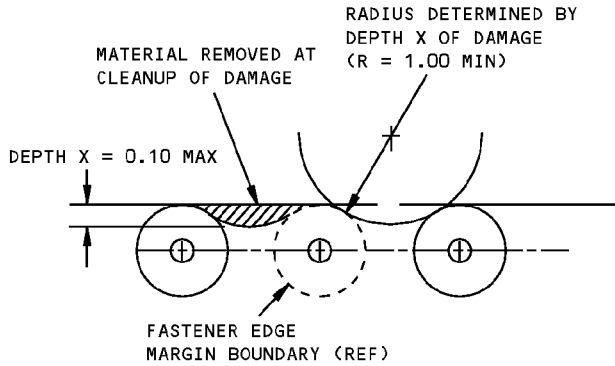 RADIUS DETERMINED BY
DEPTH X OF DAMAGE
(R = 1.00 MIN)
MATERIAL REMOVED AT
CLEANUP OF DAMAGE
DEPTH X = 0.10 MAX
FASTENER EDGE
MARGIN BOUNDARY (REF)